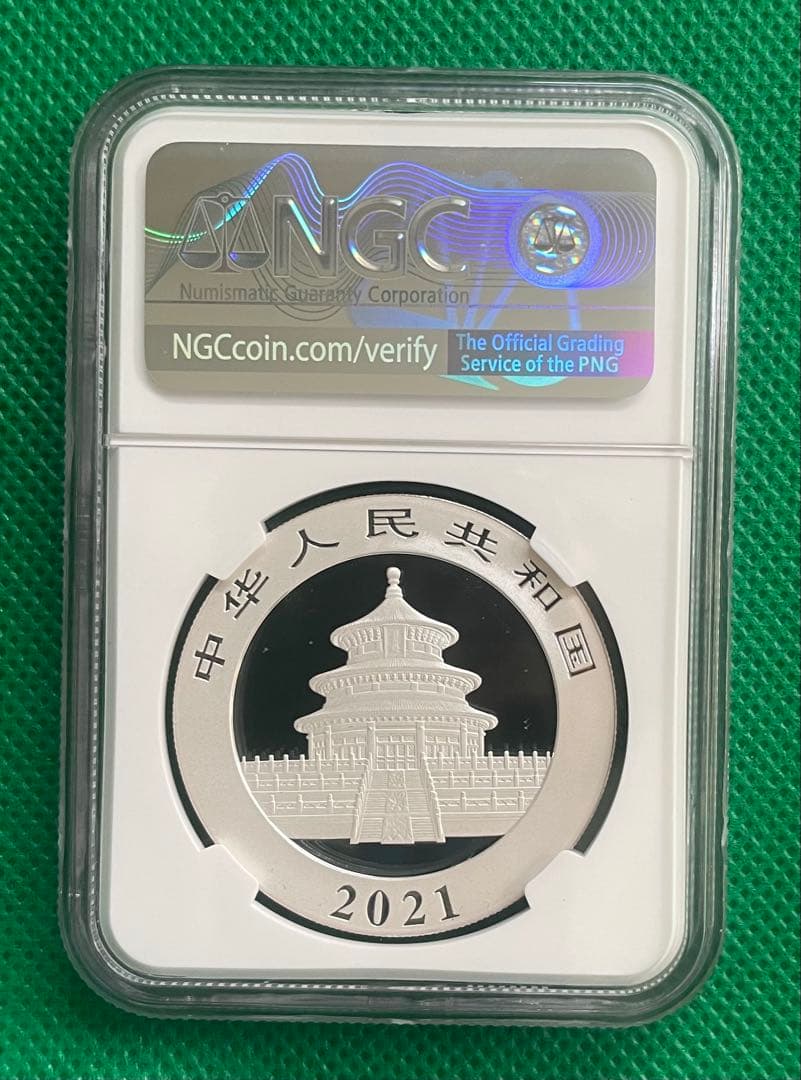 NGC
Numismatic Guaranty Corporation
NGCcoin.com/verify
The Official Grading
Service of the PNG
中华人民共和国
2021